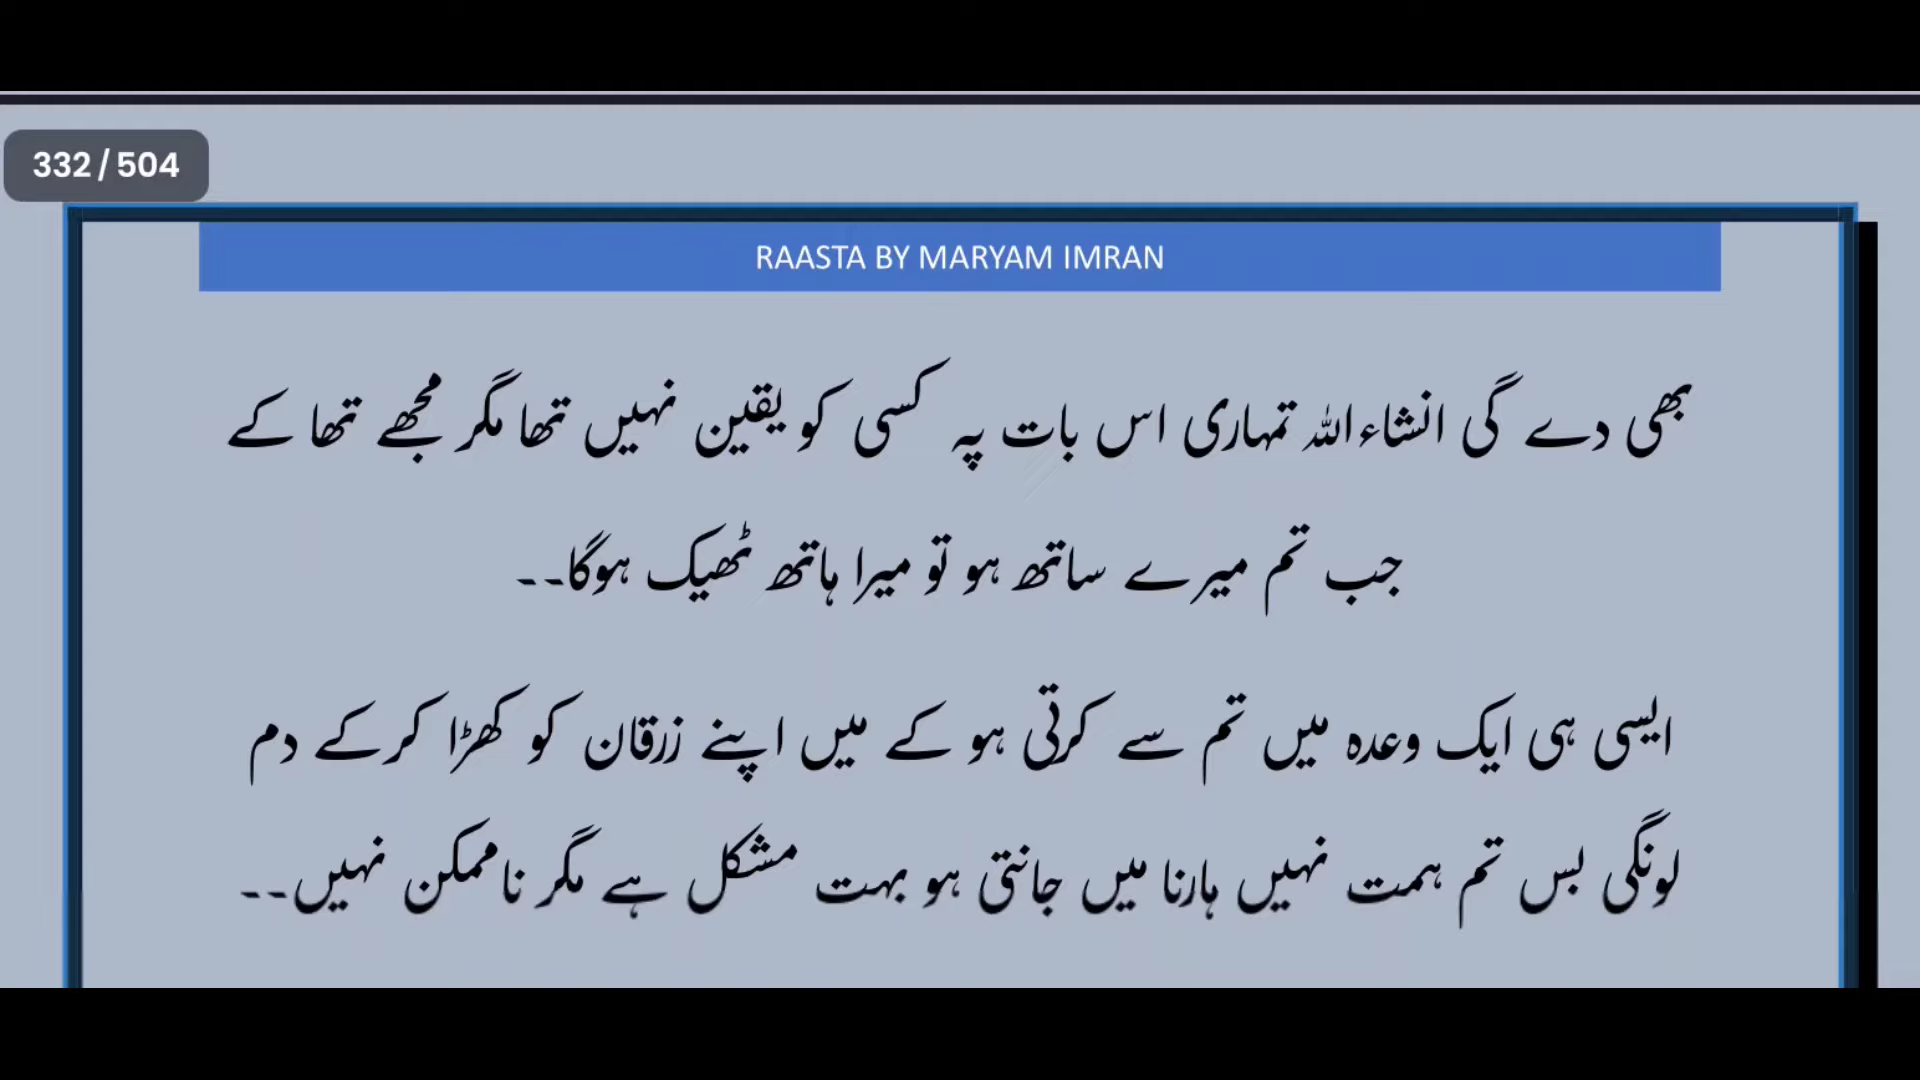 332/504
RAASTA BY MARYAM IMRAN
بھی دے گی انشاءاللہ تمہاری اس بات پہ کسی کو یقین نہیں تھا مگر مجھے تھا کے
جب تم میرے ساتھ ہو تو میرا ہاتھ ٹھیک ہوگا--
ایسی ہی ایک وعدہ میں تم سے کرتی ہو کے میں اپنے زرقان کو کھڑا کرکے دم
لونگی بس تم ہمت نہیں ہارنا میں جانتی ہو بہت مشکل ہے مگر ناممکن نہیں--